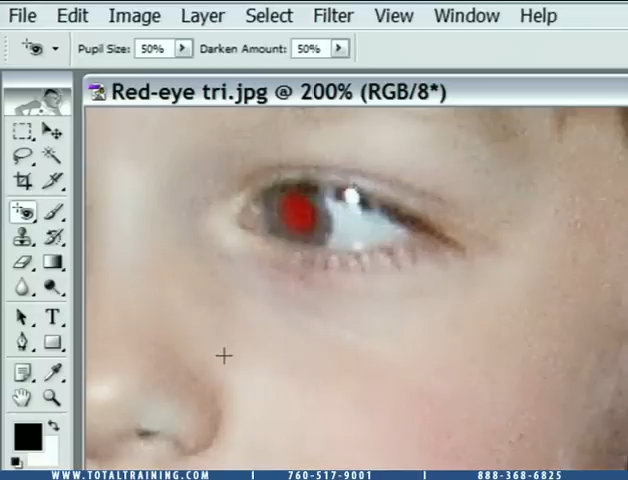 File Edit Image Layer Select Filter View Window Help
Pupil Size: 50% Darken Amount: 50%
Red-eye tri.jpg @ 200% (RGB/8*)
T
WWW.TOTALTRAINING.COM | 760-517-9001 | 888-368-6825